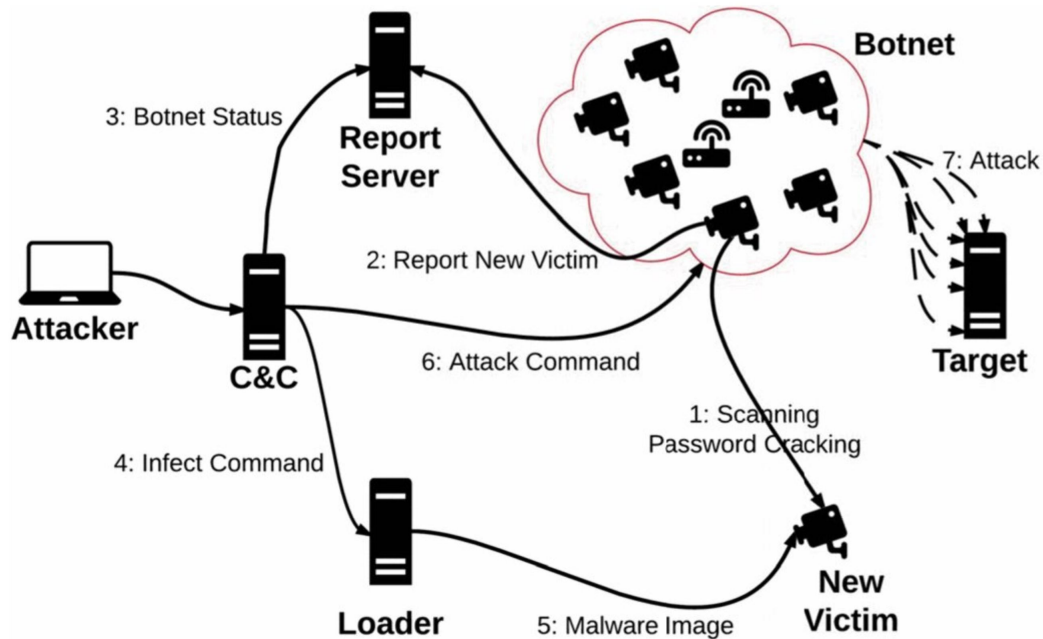 Botnet
3: Botnet Status
Report
Server
7: Attack
2: Report New Victim
Attacker
C&C
6: Attack Command
Target
1: Scanning
Password Cracking
4: Infect Command
Loader
5: Malware Image
New
Victim